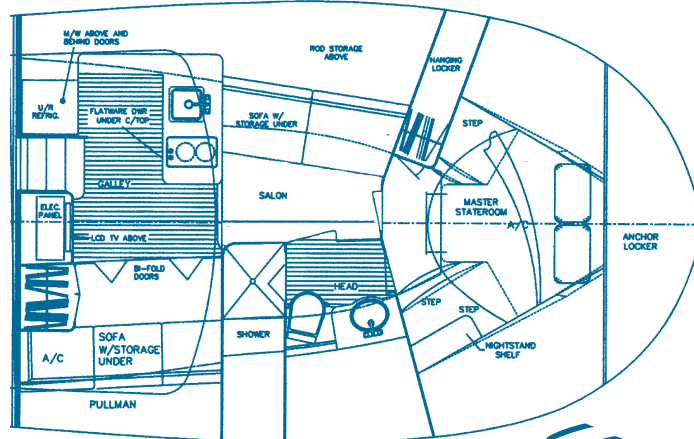 M/W ABOVE AND
BEHIND DOORS
ROD STORAGE
ABOVE
HANGING
LOCKER
U/R
REFRIG.
FLATWARE DWR
UNDER C/TOP
SOFA W/
STORAGE UNDER
STEP
GALLEY
SALON
ELEC.
PANEL
MASTER
STATEROOM
A/C
LCD TV ABOVE
ANCHOR
LOCKER
BI-FOLD
DOORS
HEAD
STEP
STEP
SHOWER
A/C
SOFA
W/STORAGE
UNDER
NIGHTSTAND
SHELF
PULLMAN